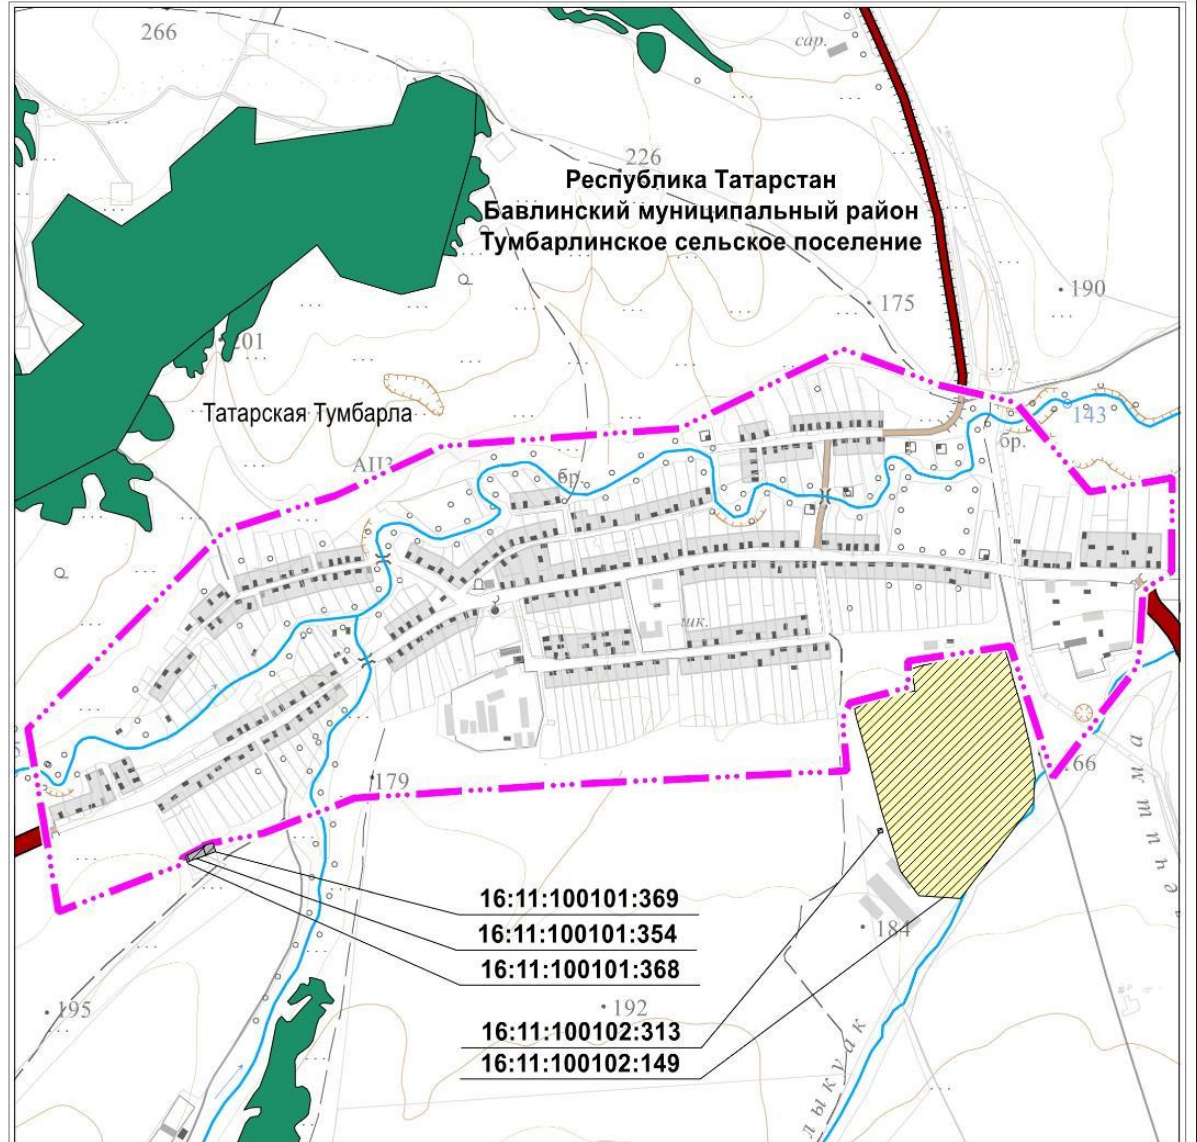 266
сар.
226
Республика Татарстан
Бавлинский муниципальный район
Тумбарлинское сельское поселение
190
175
201
Татарская Тумбарла
143
бр.
бр.
шк.
179
66
16:11:100101:369
16:11:100101:354
16:11:100101:368
184
195
192
16:11:100102:313
16:11:100102:149